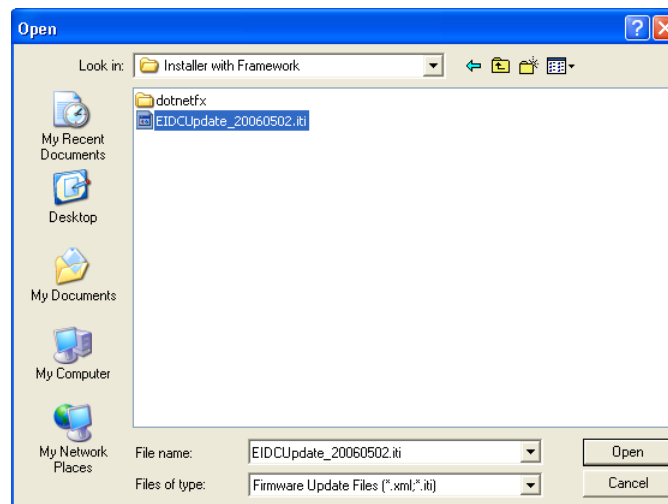 Open
Look in:
Installer with Framework
dotnetfx
EIDCUpdate_20060502.iti
My Recent
Documents
Desktop
My Documents
My Computer
My Network
Places
File name:
EIDCUpdate_20060502.iti
Open
Files of type:
Firmware Update Files (*.xml;*.iti)
Cancel